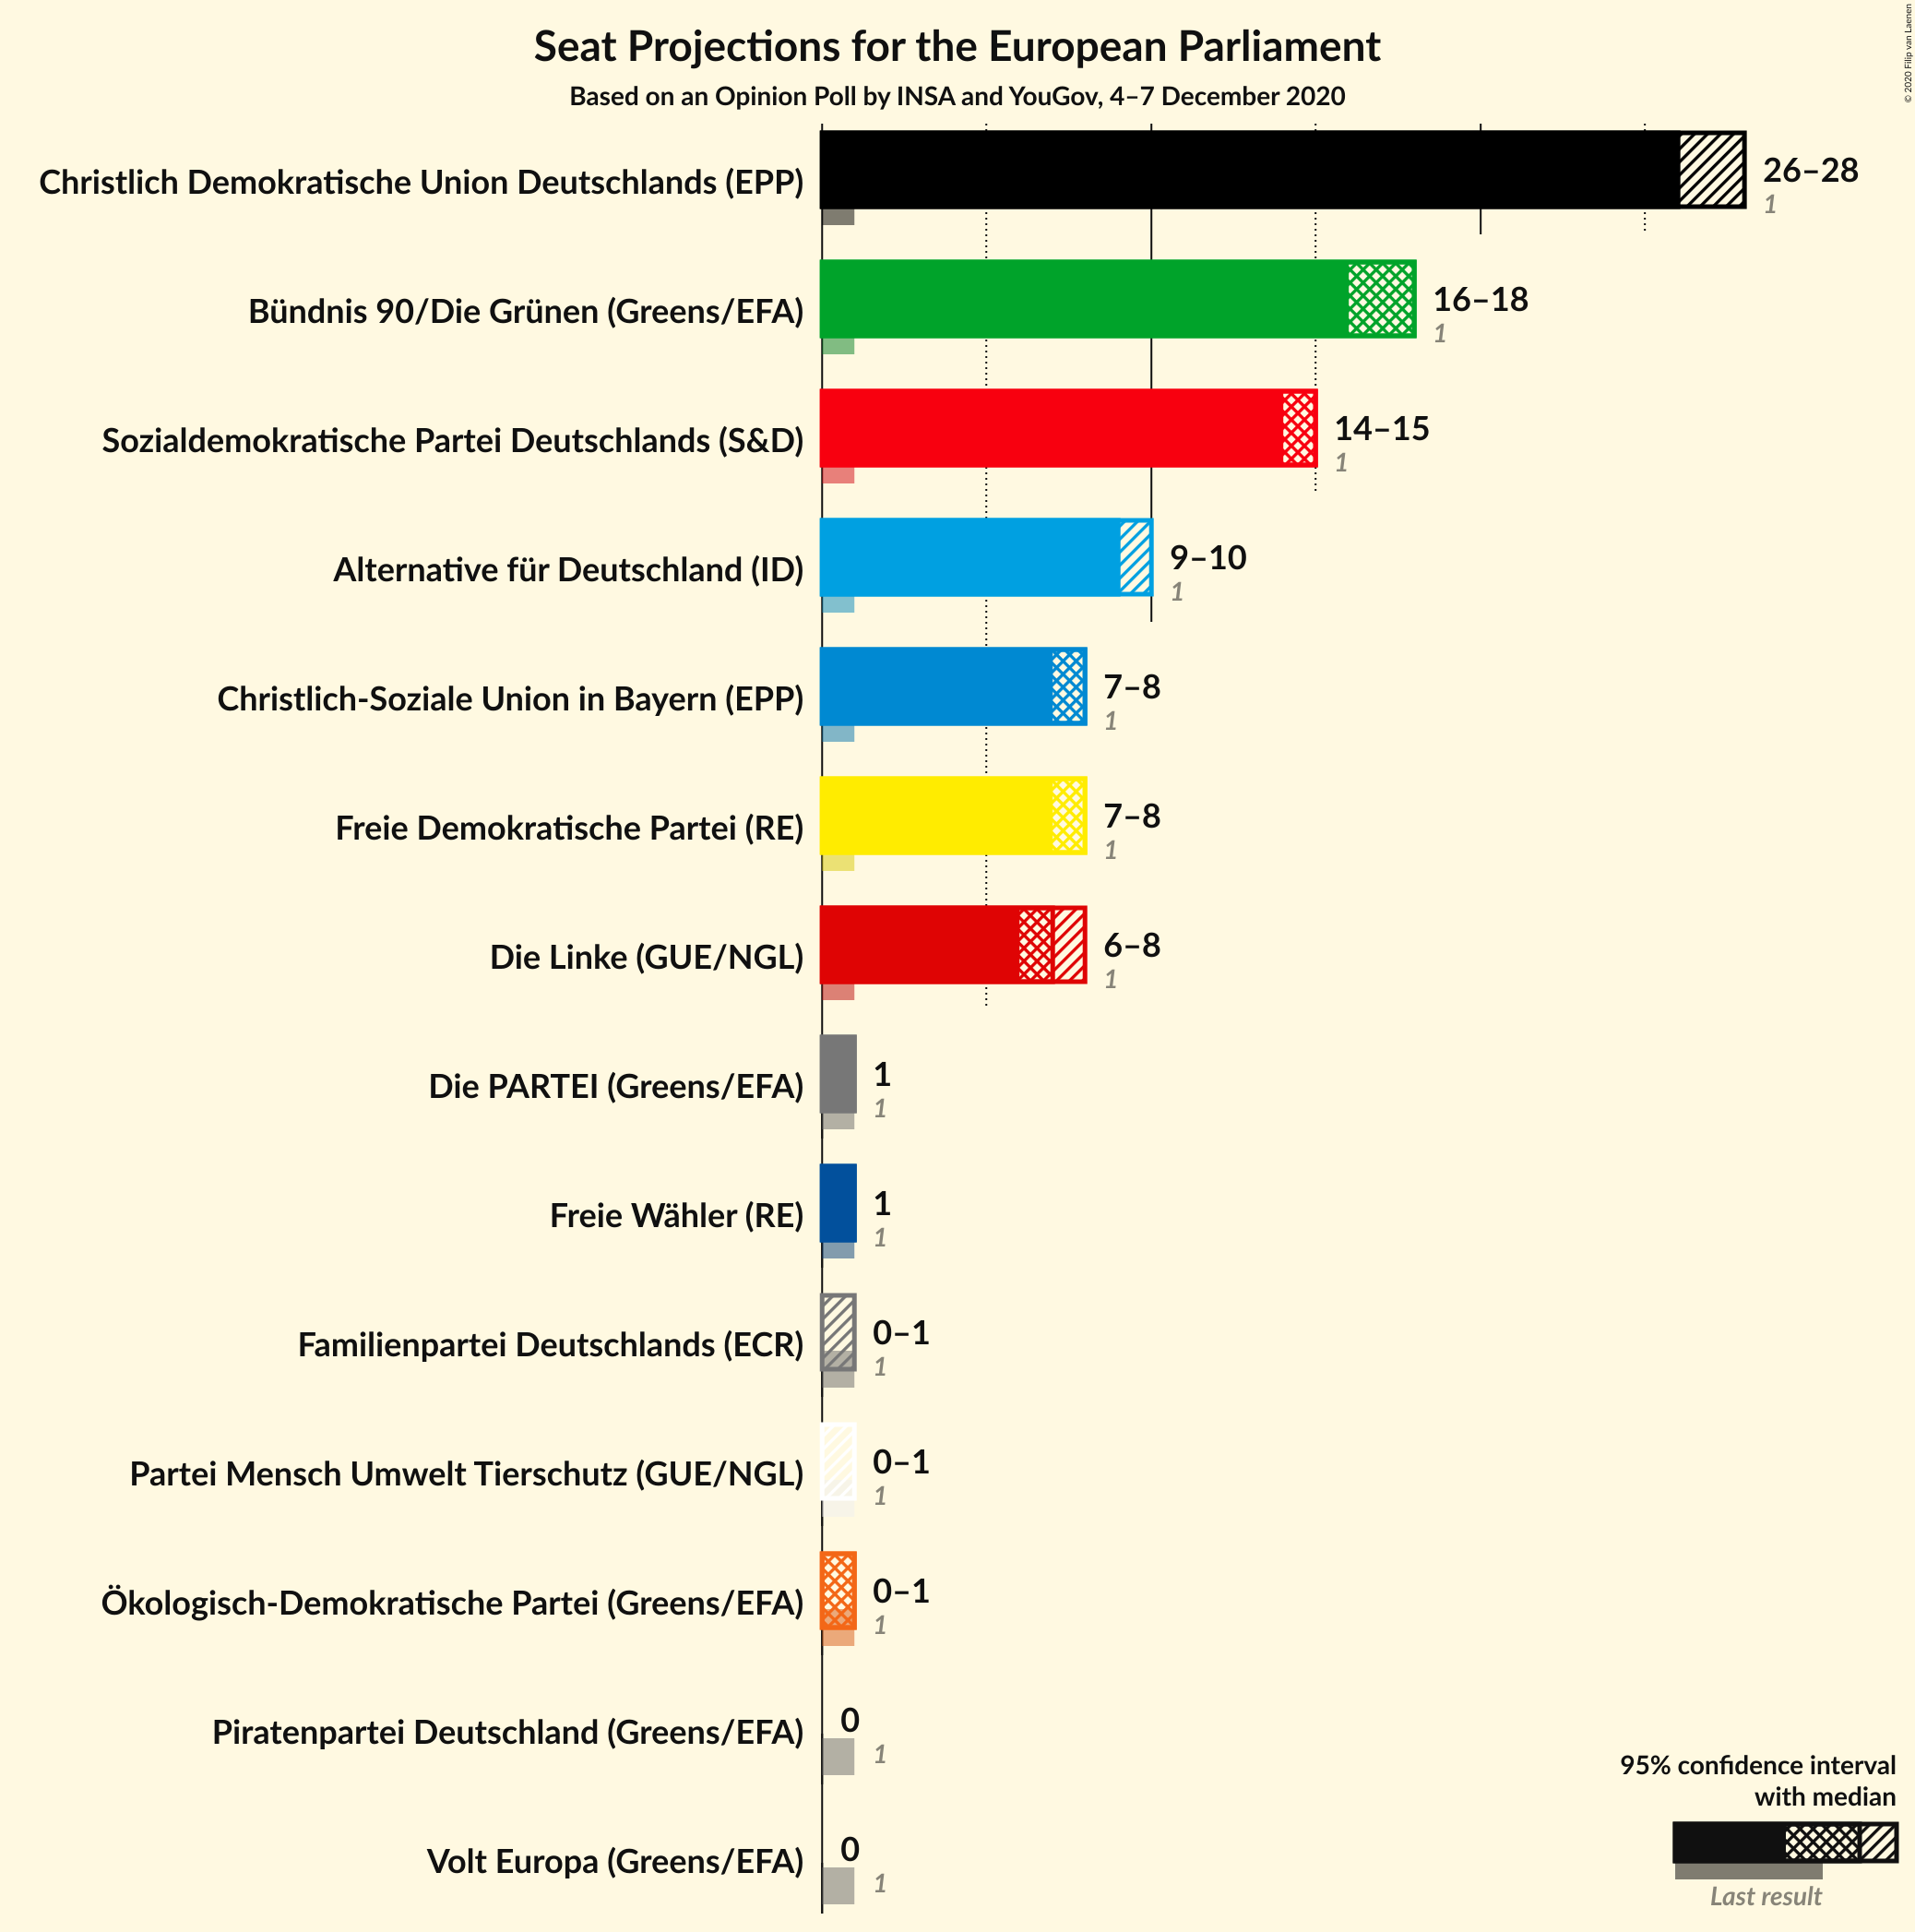 Seat Projections for the European Parliament
Based on an Opinion Poll by INSA and YouGov, 4–7 December 2020
© 2020 Filip van Laenen
Christlich Demokratische Union Deutschlands (EPP)
26–28
1
Bündnis 90/Die Grünen (Greens/EFA)
16–18
1
Sozialdemokratische Partei Deutschlands (S&D)
14–15
1
Alternative für Deutschland (ID)
9–10
1
Christlich-Soziale Union in Bayern (EPP)
7–8
1
Freie Demokratische Partei (RE)
7–8
1
Die Linke (GUE/NGL)
6–8
1
Die PARTEI (Greens/EFA)
1
1
Freie Wähler (RE)
1
1
Familienpartei Deutschlands (ECR)
0–1
1
Partei Mensch Umwelt Tierschutz (GUE/NGL)
0–1
1
Ökologisch-Demokratische Partei (Greens/EFA)
0–1
1
Piratenpartei Deutschland (Greens/EFA)
0
1
Volt Europa (Greens/EFA)
0
1
95% confidence interval
with median
Last result